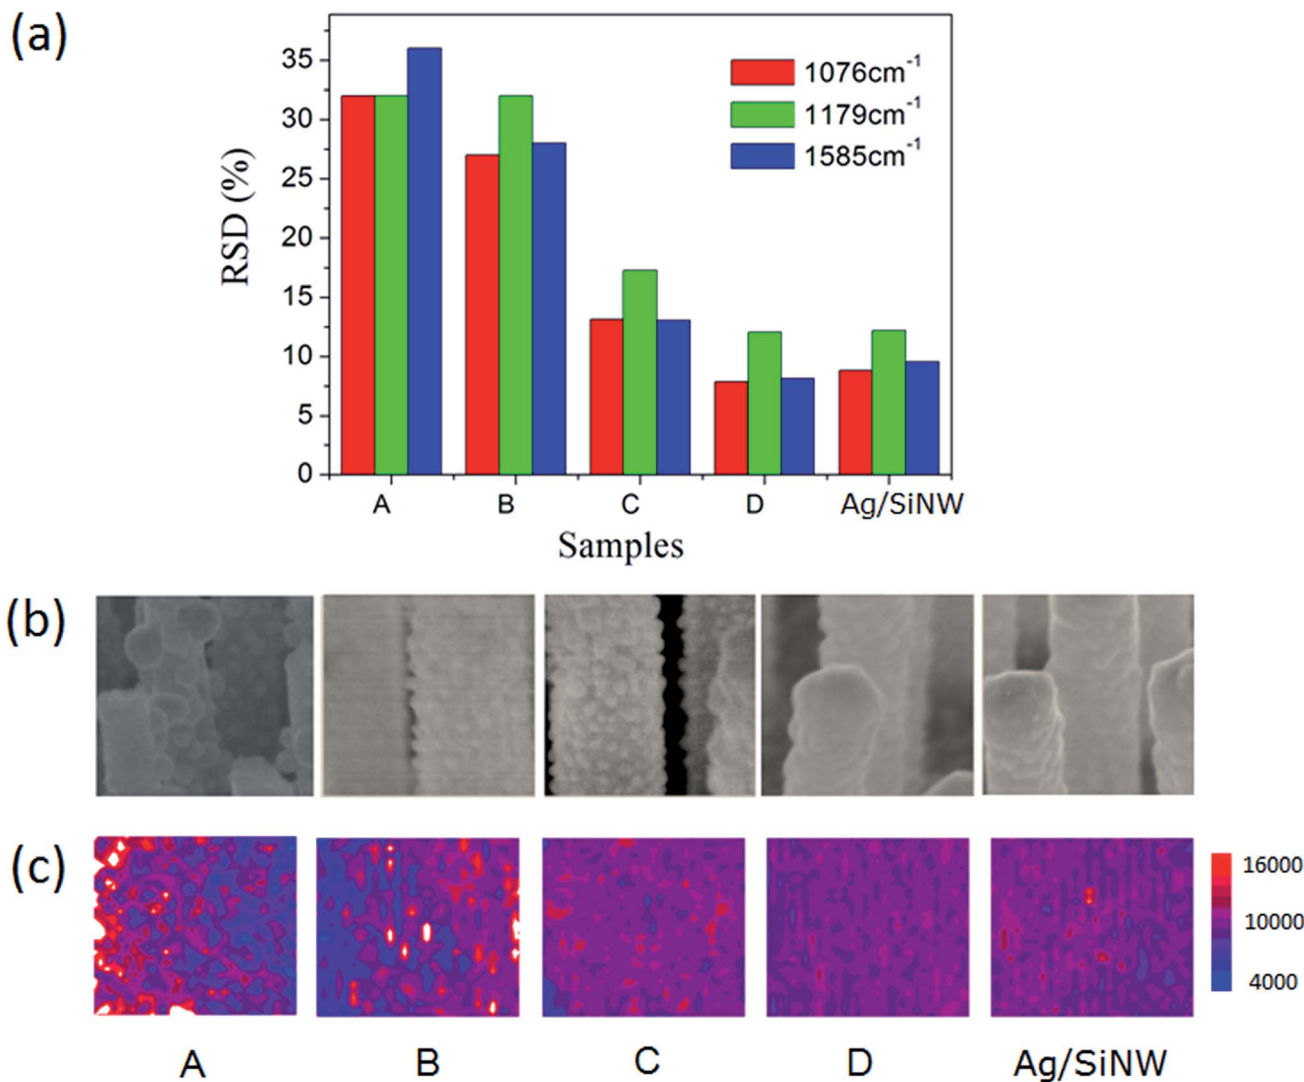 (a)
35
30
25
20
15
10
5
0
RSD (%)
1076cm⁻¹
1179cm⁻¹
1585cm⁻¹
A B C D Ag/SiNW
Samples
(b)
(c)
16000
10000
4000
A B C D Ag/SiNW